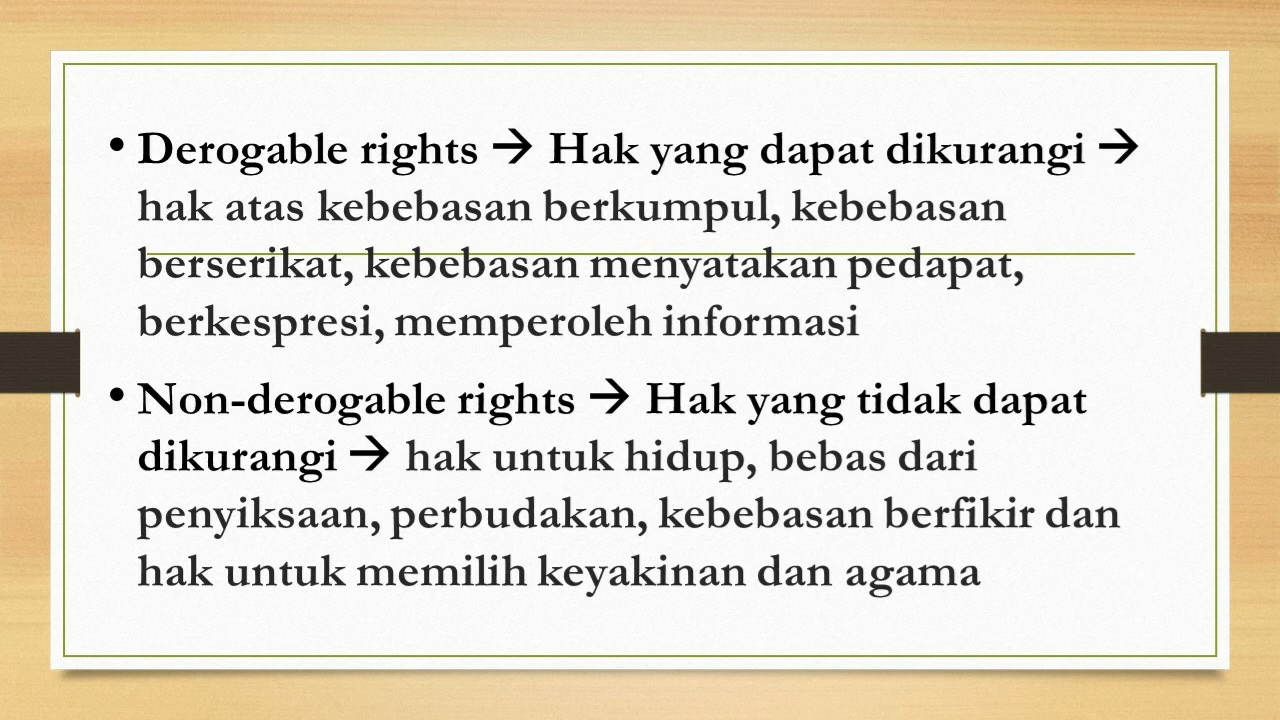 • Derogable rights → Hak yang dapat dikurangi →
hak atas kebebasan berkumpul, kebebasan
berserikat, kebebasan menyatakan pedapat,
berkespresi, memperoleh informasi
• Non-derogable rights → Hak yang tidak dapat
dikurangi → hak untuk hidup, bebas dari
penyiksaan, perbudakan, kebebasan berfikir dan
hak untuk memilih keyakinan dan agama